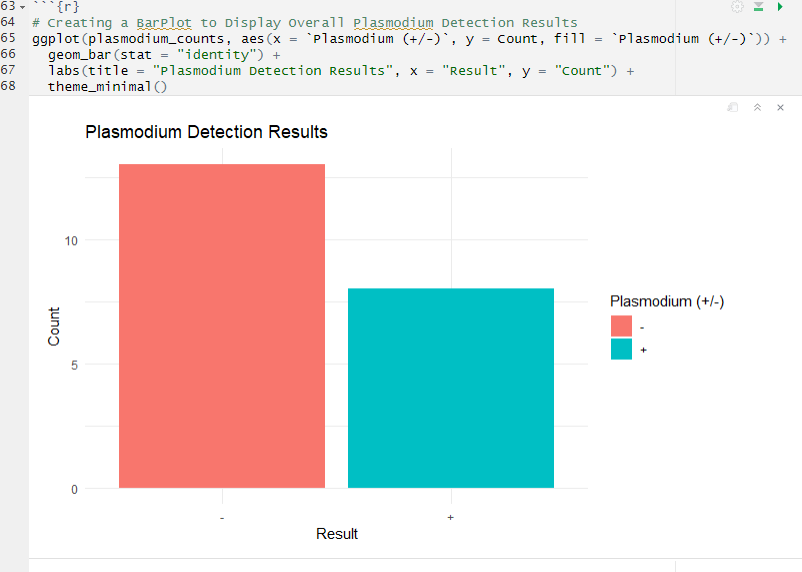 63 ```{r}
64 # Creating a BarPlot to Display Overall Plasmodium Detection Results
65 ggplot(plasmodium_counts, aes(x = `Plasmodium (+/-)`, y = Count, fill = `Plasmodium (+/-)`)) +
66   geom_bar(stat = "identity") +
67   labs(title = "Plasmodium Detection Results", x = "Result", y = "Count") +
68   theme_minimal()
Plasmodium Detection Results
Count
10
5
0
-
+
Result
Plasmodium (+/-)
-
+